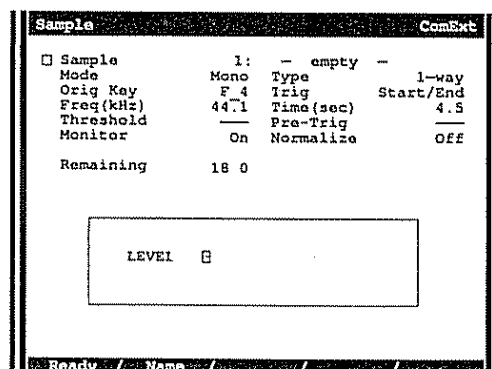 Sample ComExt
Sample 1: – empty –
Mode Mono Type 1-way
Orig Key F 4 Trig Start/End
Freq(kHz) 44.1 Time(sec) 4.5
Threshold —— Pre-Trig ——
Monitor On Normalize Off
Remaining 18 0
LEVEL
Ready / Name / / /